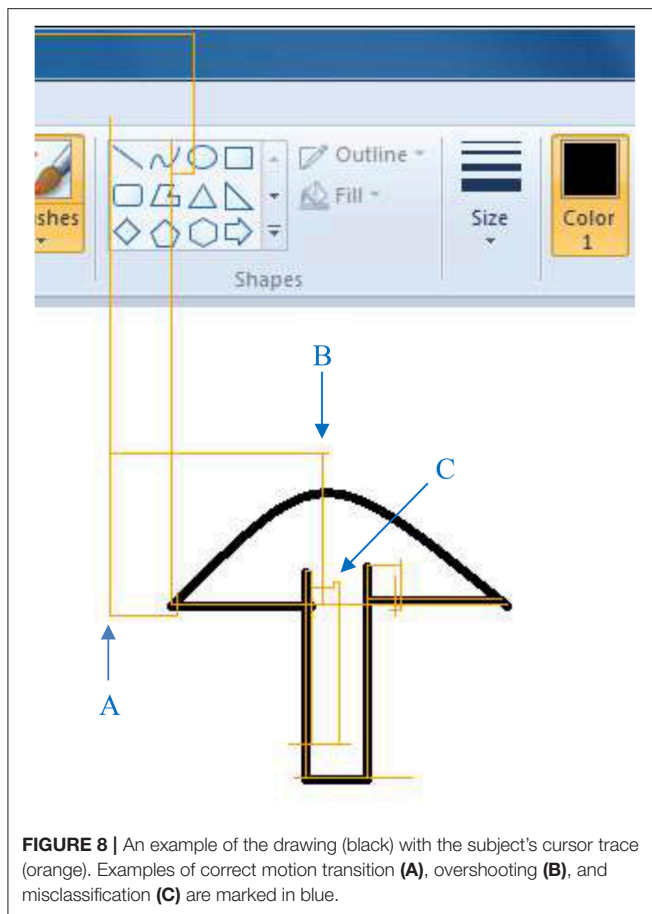 Outline
shes
Fill
Size
Color
1
Shapes
B
C
A
FIGURE 8 | An example of the drawing (black) with the subject's cursor trace
(orange). Examples of correct motion transition (A), overshooting (B), and
misclassification (C) are marked in blue.